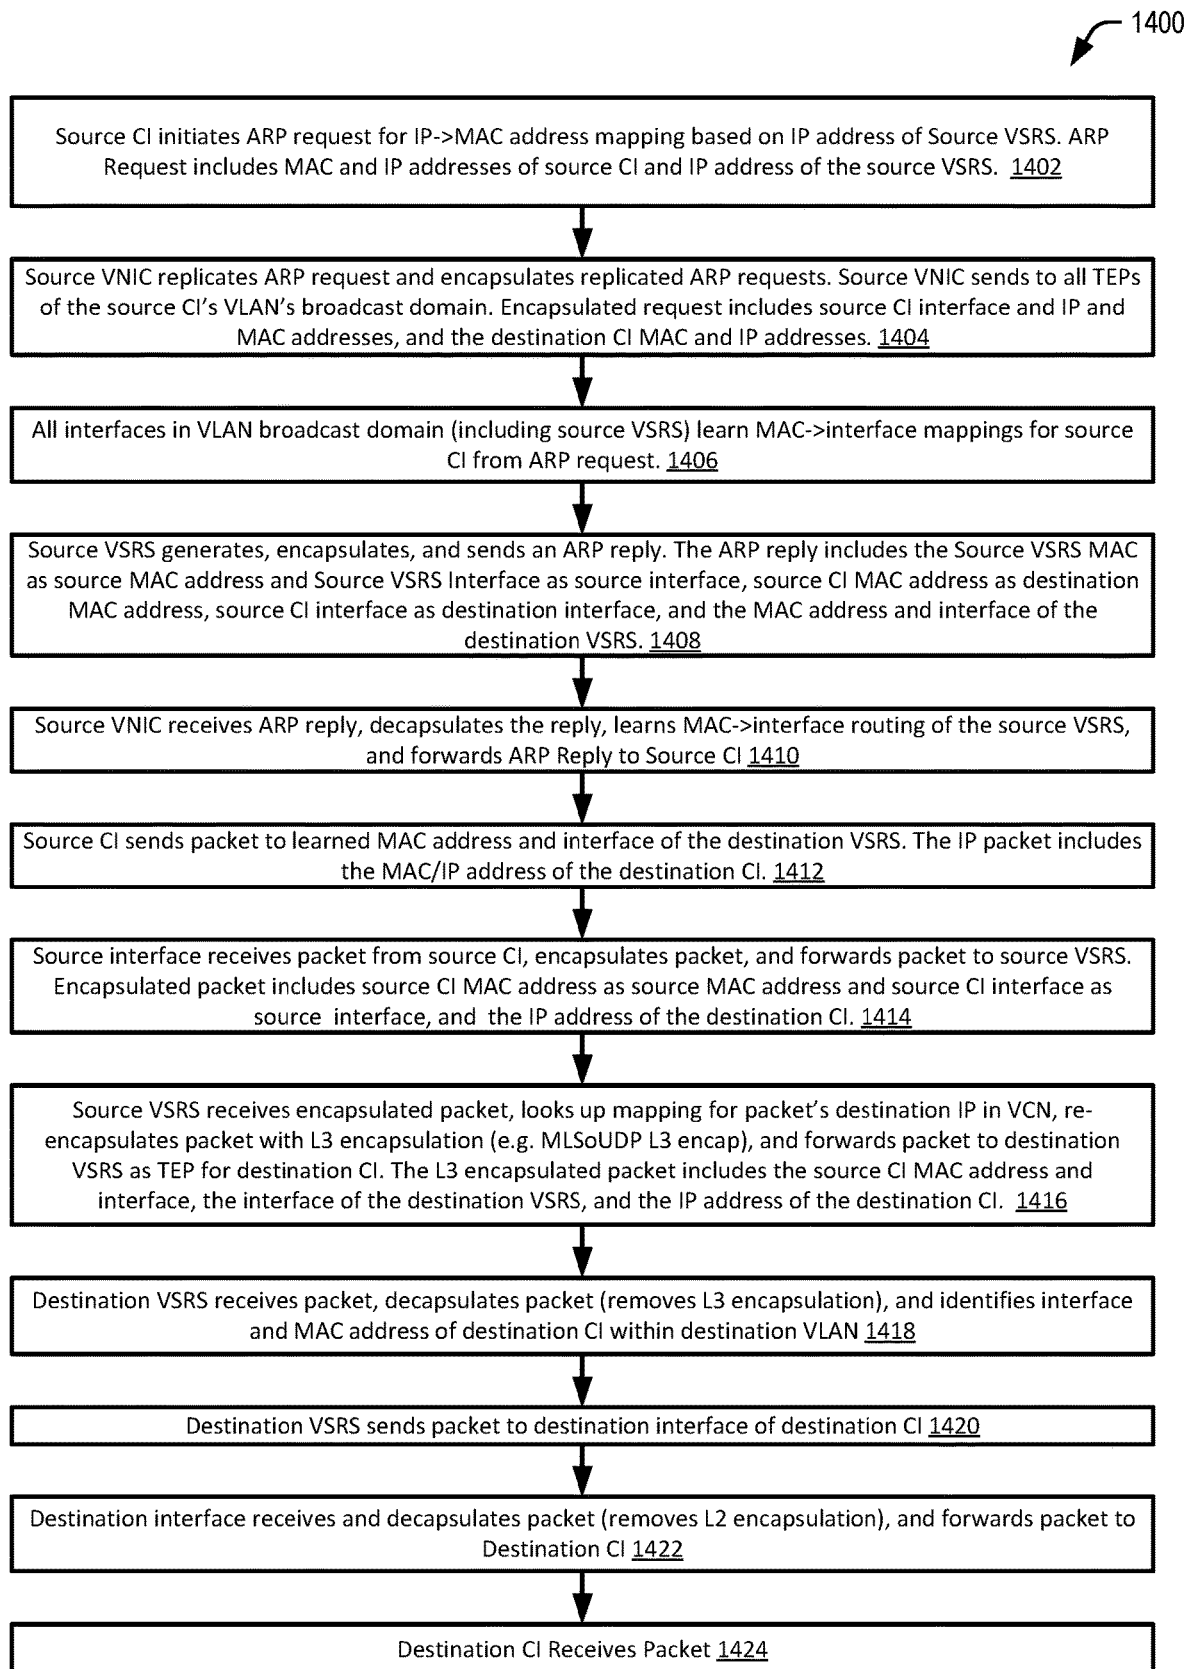 1400
Source CI initiates ARP request for IP->MAC address mapping based on IP address of Source VSRS. ARP
Request includes MAC and IP addresses of source CI and IP address of the source VSRS. 1402
Source VNIC replicates ARP request and encapsulates replicated ARP requests. Source VNIC sends to all TEPs
of the source CI's VLAN's broadcast domain. Encapsulated request includes source CI interface and IP and
MAC addresses, and the destination CI MAC and IP addresses. 1404
All interfaces in VLAN broadcast domain (including source VSRS) learn MAC->interface mappings for source
CI from ARP request. 1406
Source VSRS generates, encapsulates, and sends an ARP reply. The ARP reply includes the Source VSRS MAC
as source MAC address and Source VSRS Interface as source interface, source CI MAC address as destination
MAC address, source CI interface as destination interface, and the MAC address and interface of the
destination VSRS. 1408
Source VNIC receives ARP reply, decapsulates the reply, learns MAC->interface routing of the source VSRS,
and forwards ARP Reply to Source CI 1410
Source CI sends packet to learned MAC address and interface of the destination VSRS. The IP packet includes
the MAC/IP address of the destination CI. 1412
Source interface receives packet from source CI, encapsulates packet, and forwards packet to source VSRS.
Encapsulated packet includes source CI MAC address as source MAC address and source CI interface as
source interface, and the IP address of the destination CI. 1414
Source VSRS receives encapsulated packet, looks up mapping for packet's destination IP in VCN, re-
encapsulates packet with L3 encapsulation (e.g. MLSoUDP L3 encap), and forwards packet to destination
VSRS as TEP for destination CI. The L3 encapsulated packet includes the source CI MAC address and
interface, the interface of the destination VSRS, and the IP address of the destination CI. 1416
Destination VSRS receives packet, decapsulates packet (removes L3 encapsulation), and identifies interface
and MAC address of destination CI within destination VLAN 1418
Destination VSRS sends packet to destination interface of destination CI 1420
Destination interface receives and decapsulates packet (removes L2 encapsulation), and forwards packet to
Destination CI 1422
Destination CI Receives Packet 1424